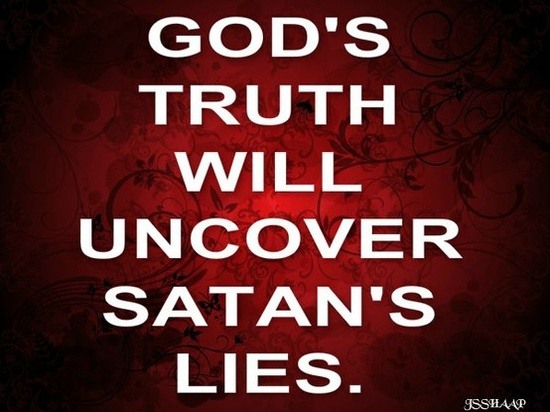 GOD'S
TRUTH
WILL
UNCOVER
SATAN'S
LIES.
JSSHAAP